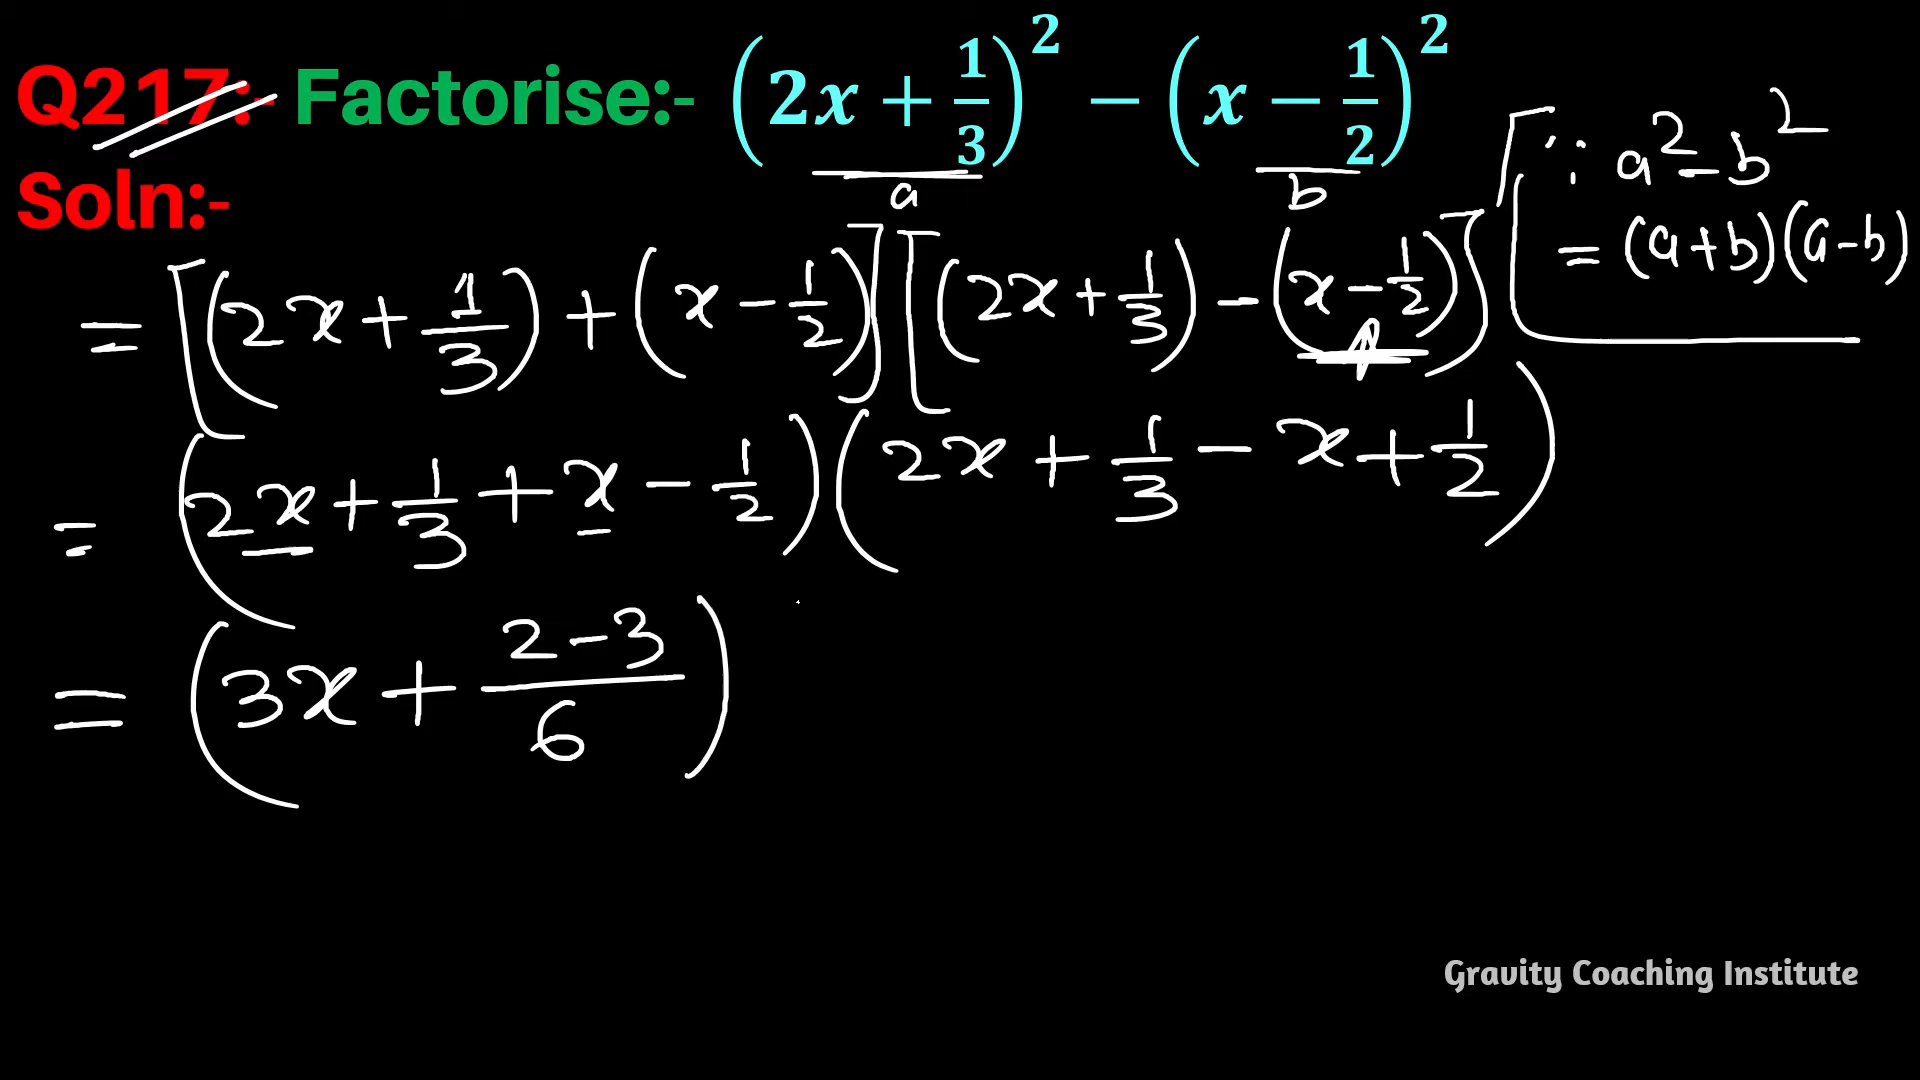 Q217:- Factorise:- (2x + 1/3)² − (x − 1/2)²
Soln:-
a b
∵ a² − b²
= (a+b)(a−b)
= [(2x + 1/3) + (x − 1/2)] [(2x + 1/3) − (x − 1/2)]
= (2x + 1/3 + x − 1/2)(2x + 1/3 − x + 1/2)
= (3x + 2−3/6)
Gravity Coaching Institute